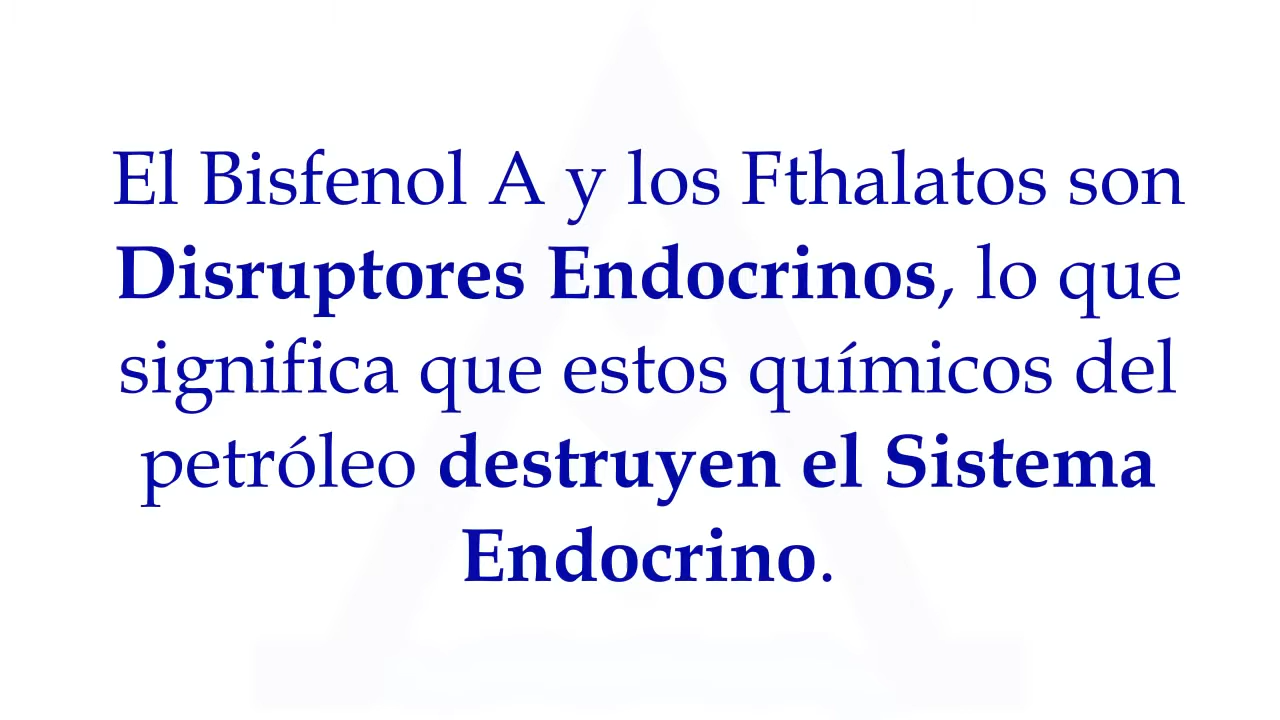 El Bisfenol A y los Fthalatos son
Disruptores Endocrinos, lo que
significa que estos químicos del
petróleo destruyen el Sistema
Endocrino.